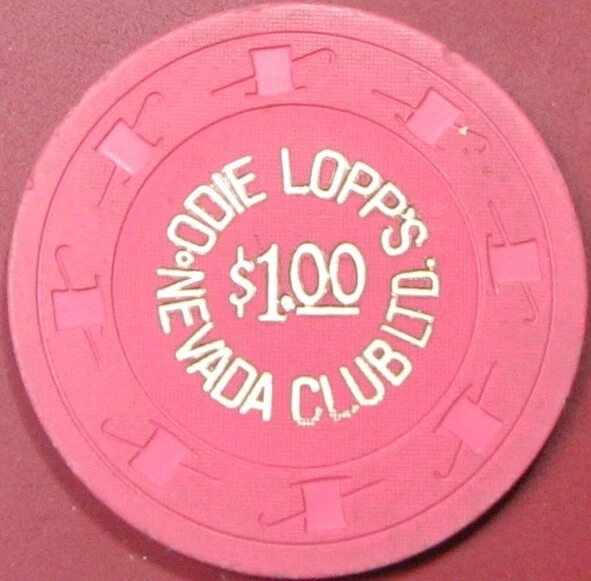 ODIE LOPP'S
$1.00
NEVADA CLUB LTD.